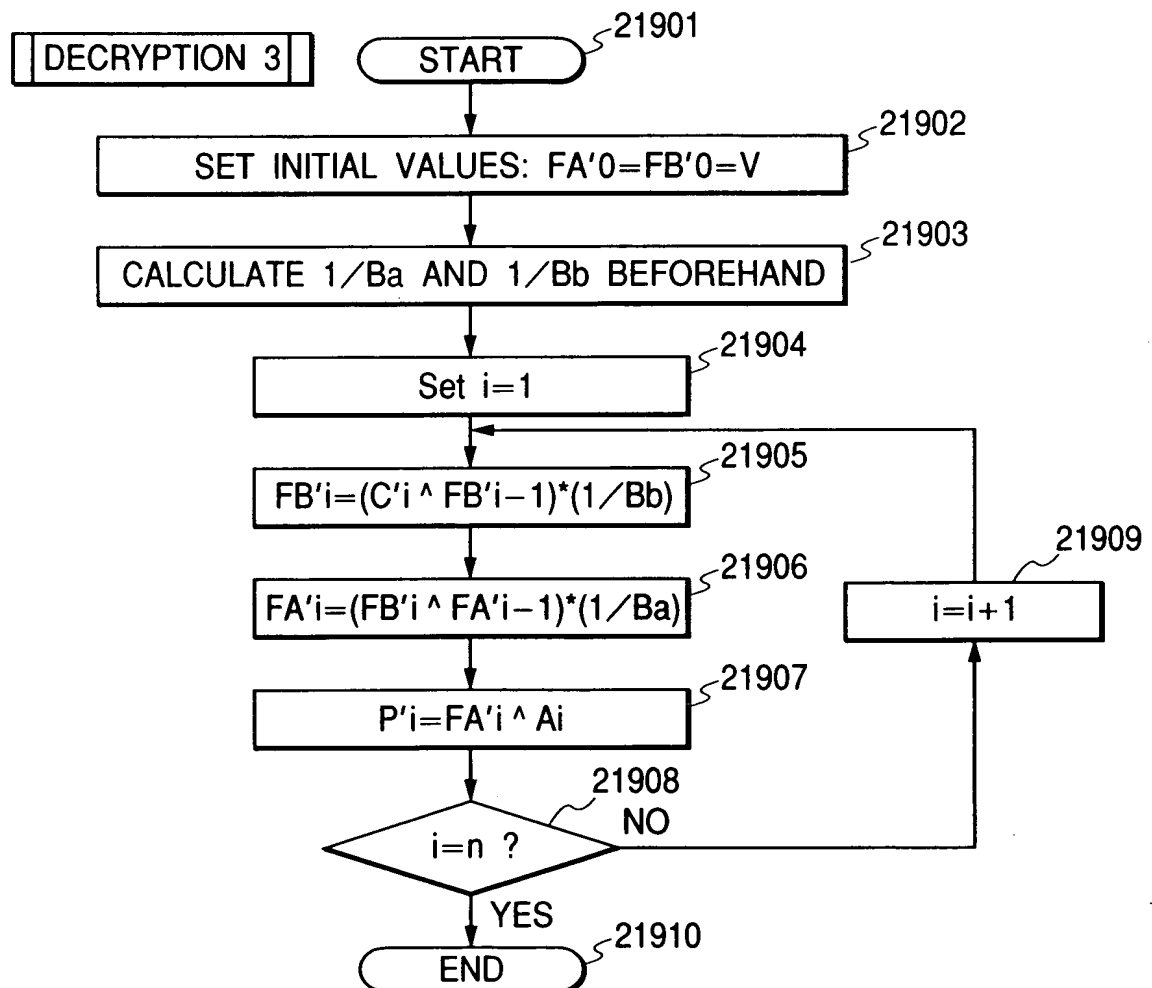 DECRYPTION 3
START
21901
SET INITIAL VALUES: FA'0=FB'0=V
21902
CALCULATE 1/Ba AND 1/Bb BEFOREHAND
21903
Set i=1
21904
FB'i=(C'i ^ FB'i-1)*(1/Bb)
21905
FA'i=(FB'i ^ FA'i-1)*(1/Ba)
21906
i=i+1
21909
P'i=FA'i ^ Ai
21907
i=n ?
21908
NO
YES
END
21910